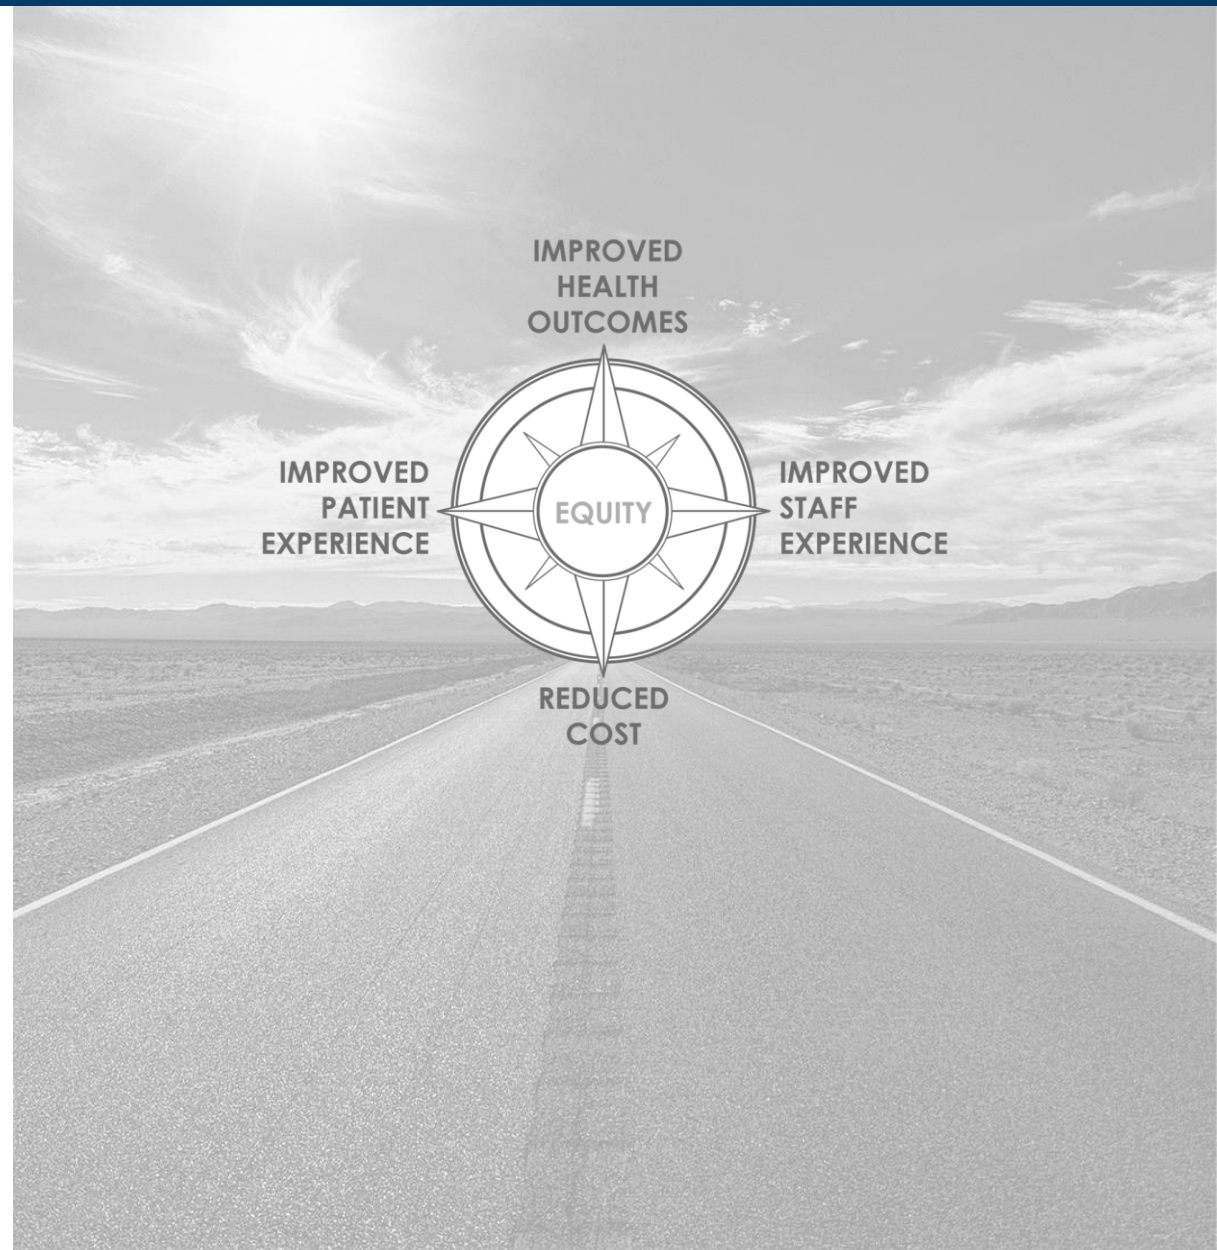 IMPROVED
HEALTH
OUTCOMES
IMPROVED
PATIENT
EXPERIENCE
EQUITY
IMPROVED
STAFF
EXPERIENCE
REDUCED
COST